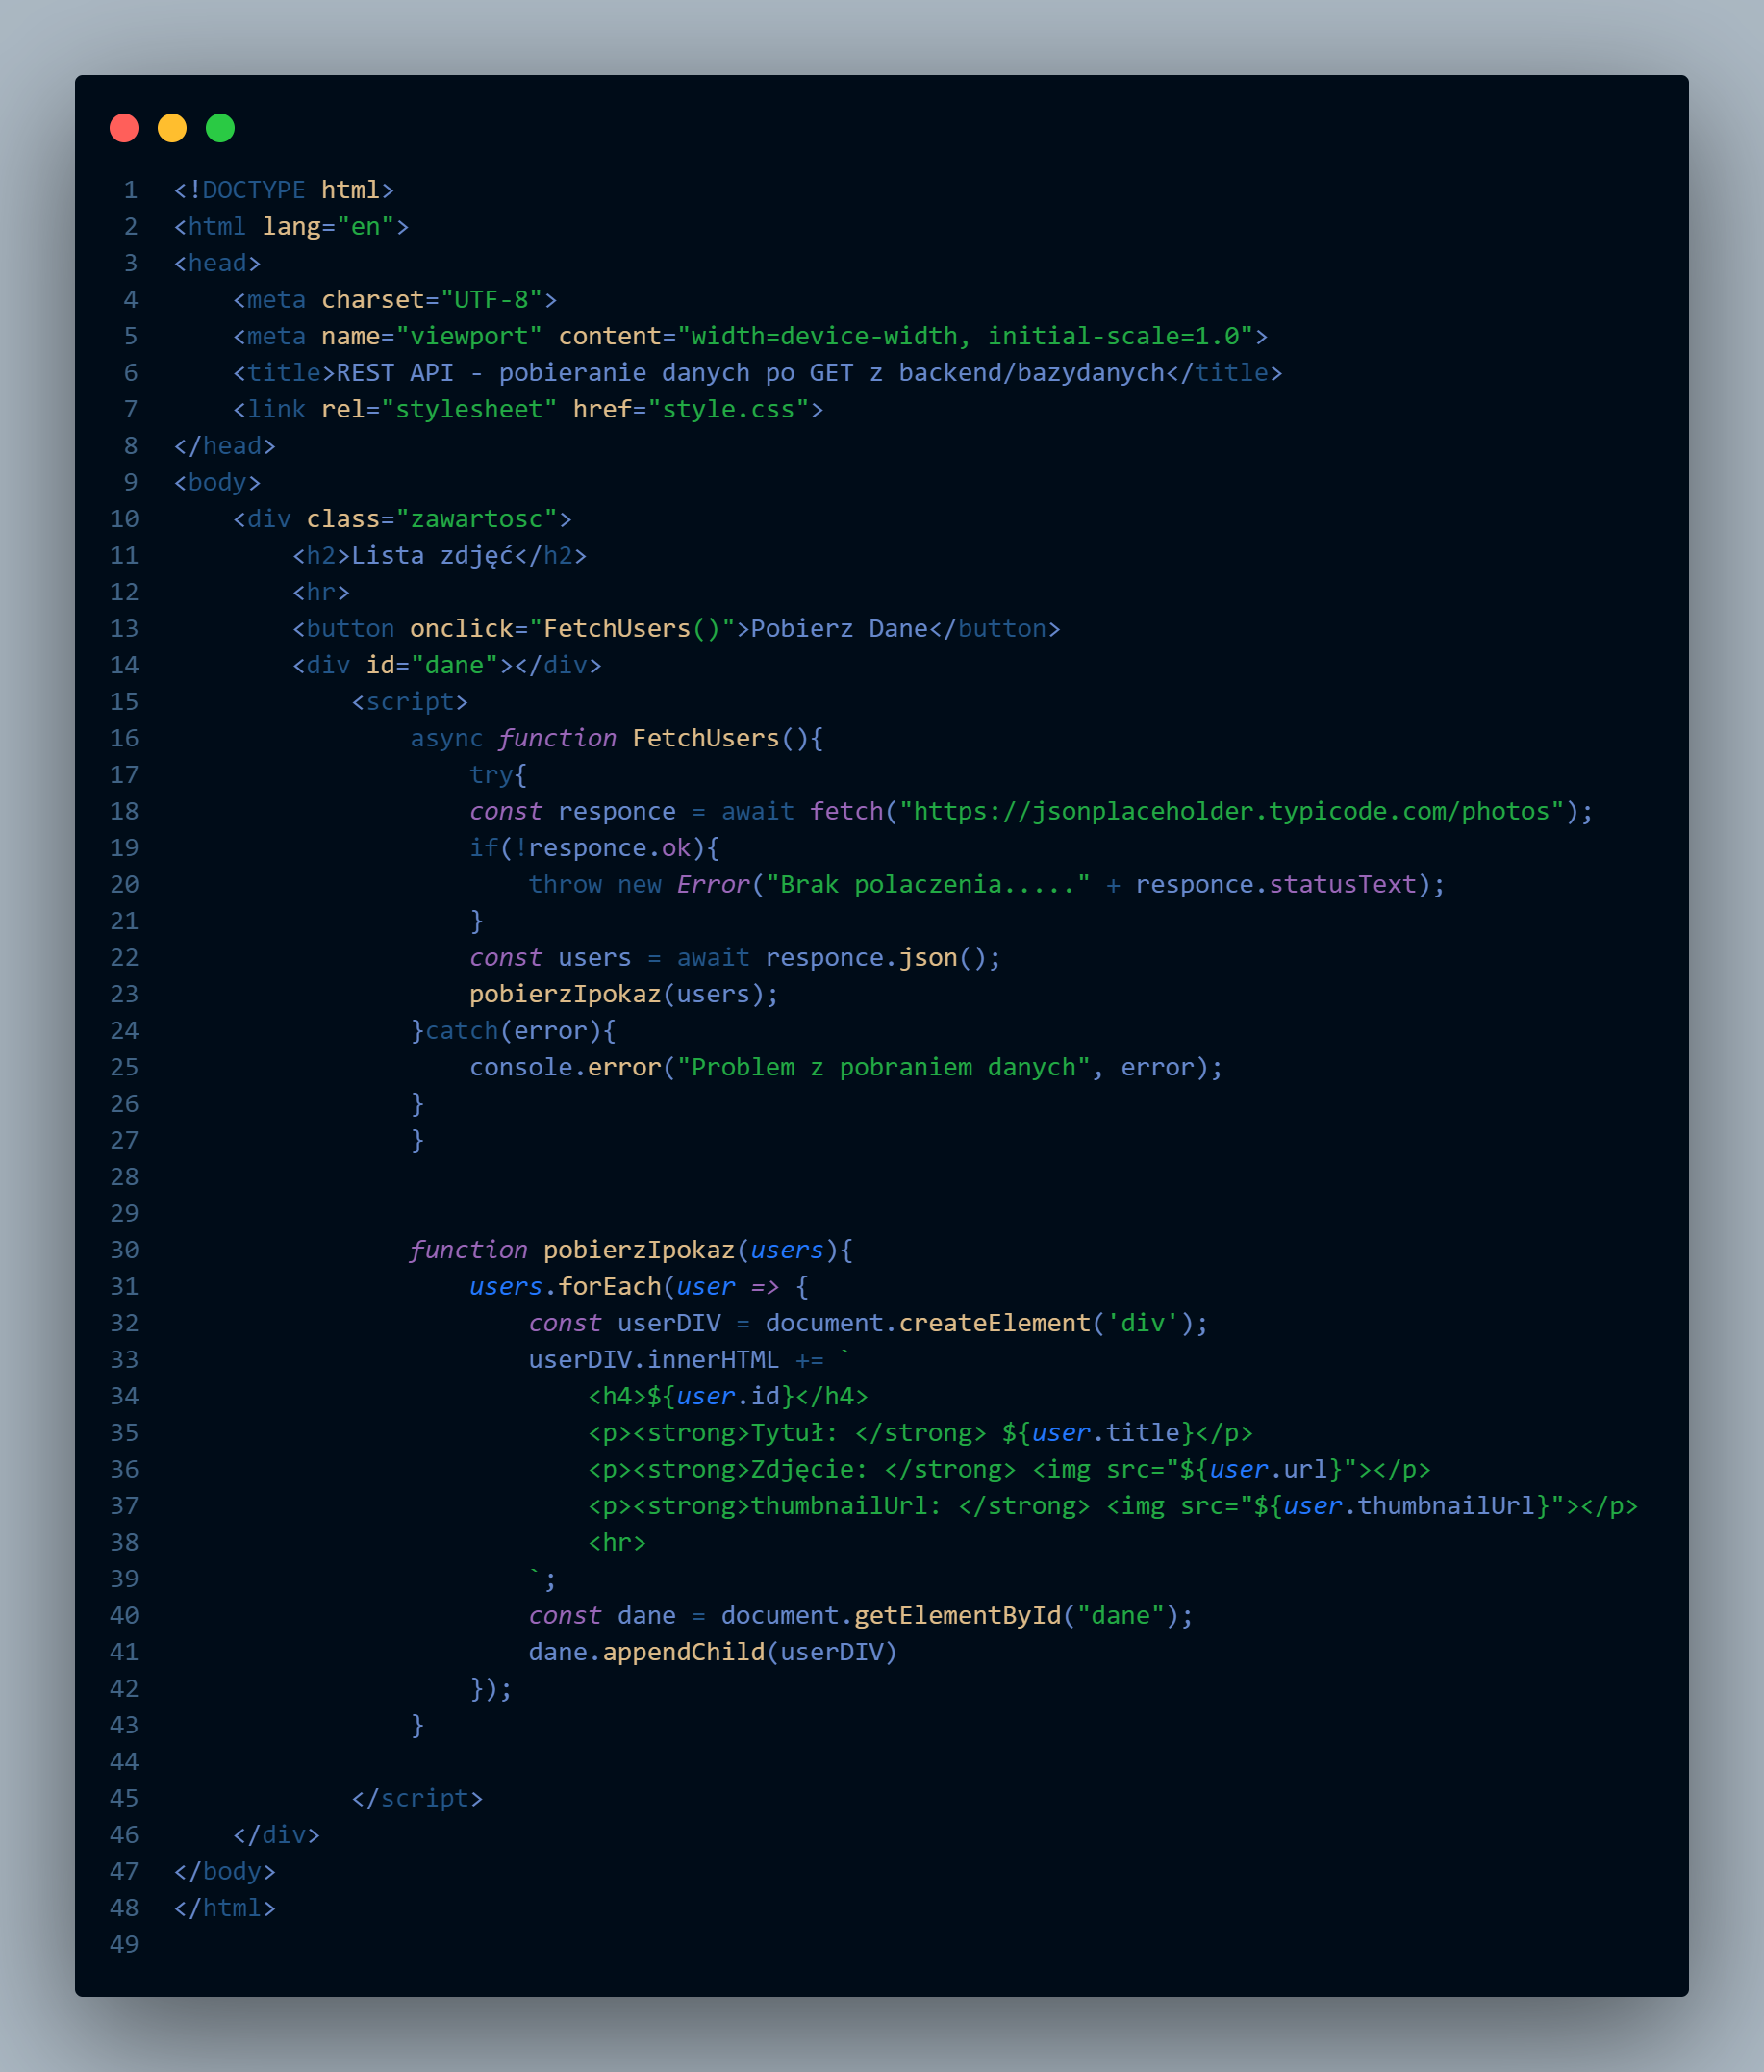 1 <!DOCTYPE html>
2 <html lang="en">
3 <head>
4     <meta charset="UTF-8">
5     <meta name="viewport" content="width=device-width, initial-scale=1.0">
6     <title>REST API - pobieranie danych po GET z backend/bazydanych</title>
7     <link rel="stylesheet" href="style.css">
8 </head>
9 <body>
10     <div class="zawartosc">
11         <h2>Lista zdjęć</h2>
12         <hr>
13         <button onclick="FetchUsers()">Pobierz Dane</button>
14         <div id="dane"></div>
15             <script>
16                 async function FetchUsers(){
17                     try{
18                     const responce = await fetch("https://jsonplaceholder.typicode.com/photos");
19                     if(!responce.ok){
20                         throw new Error("Brak polaczenia....." + responce.statusText);
21                     }
22                     const users = await responce.json();
23                     pobierzIpokaz(users);
24                 }catch(error){
25                     console.error("Problem z pobraniem danych", error);
26                 }
27                 }
28
29
30                 function pobierzIpokaz(users){
31                     users.forEach(user => {
32                         const userDIV = document.createElement('div');
33                         userDIV.innerHTML += `
34                             <h4>${user.id}</h4>
35                             <p><strong>Tytuł: </strong> ${user.title}</p>
36                             <p><strong>Zdjęcie: </strong> <img src="${user.url}"></p>
37                             <p><strong>thumbnailUrl: </strong> <img src="${user.thumbnailUrl}"></p>
38                             <hr>
39                         `;
40                         const dane = document.getElementById("dane");
41                         dane.appendChild(userDIV)
42                     });
43                 }
44
45             </script>
46     </div>
47 </body>
48 </html>
49